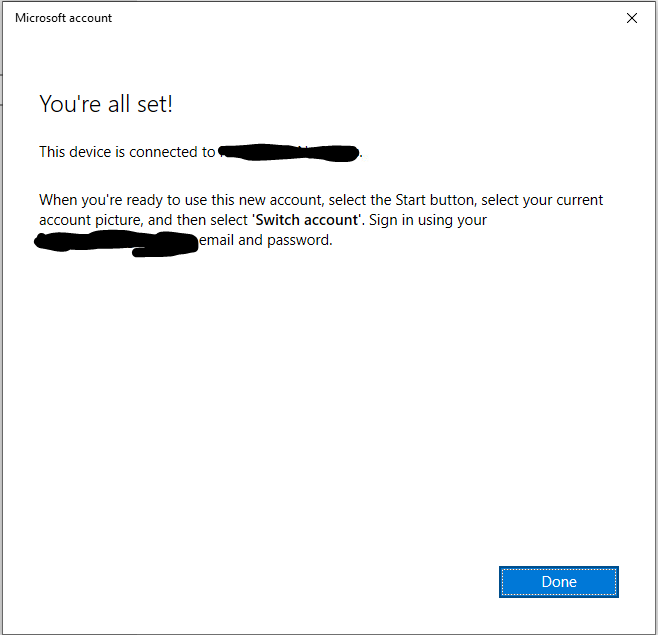 Microsoft account
You're all set!
This device is connected to .
When you're ready to use this new account, select the Start button, select your current
account picture, and then select 'Switch account'. Sign in using your
email and password.
Done